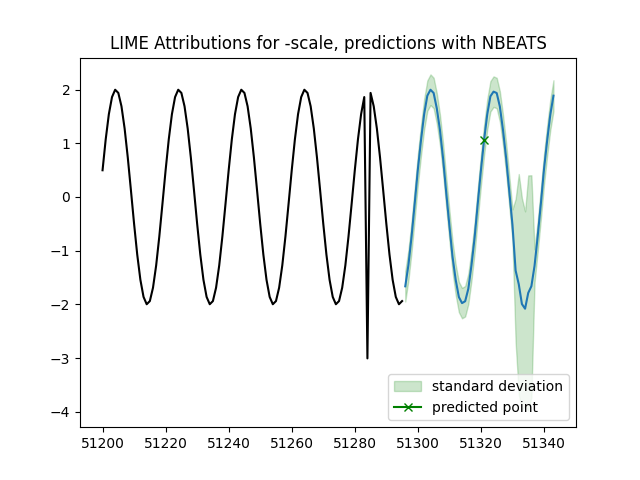 LIME Attributions for -scale, predictions with NBEATS
2
1
0
−1
−2
−3
−4
standard deviation
predicted point
51200 51220 51240 51260 51280 51300 51320 51340